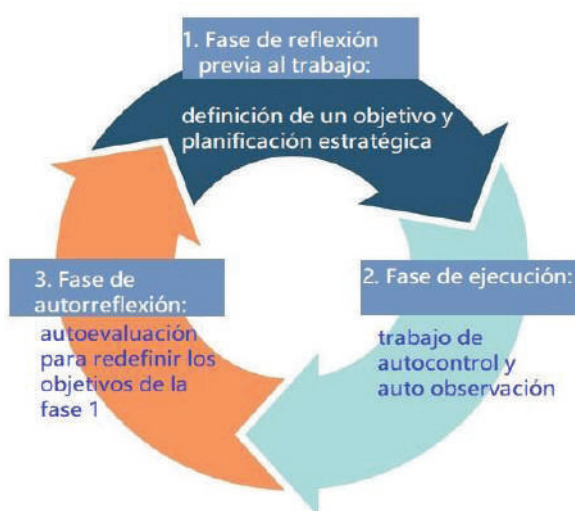 1. Fase de reflexión
previa al trabajo:
definición de un objetivo y
planificación estratégica
2. Fase de ejecución:
trabajo de
autocontrol y
auto observación
3. Fase de
autorreflexión:
autoevaluación
para redefinir los
objetivos de la
fase 1